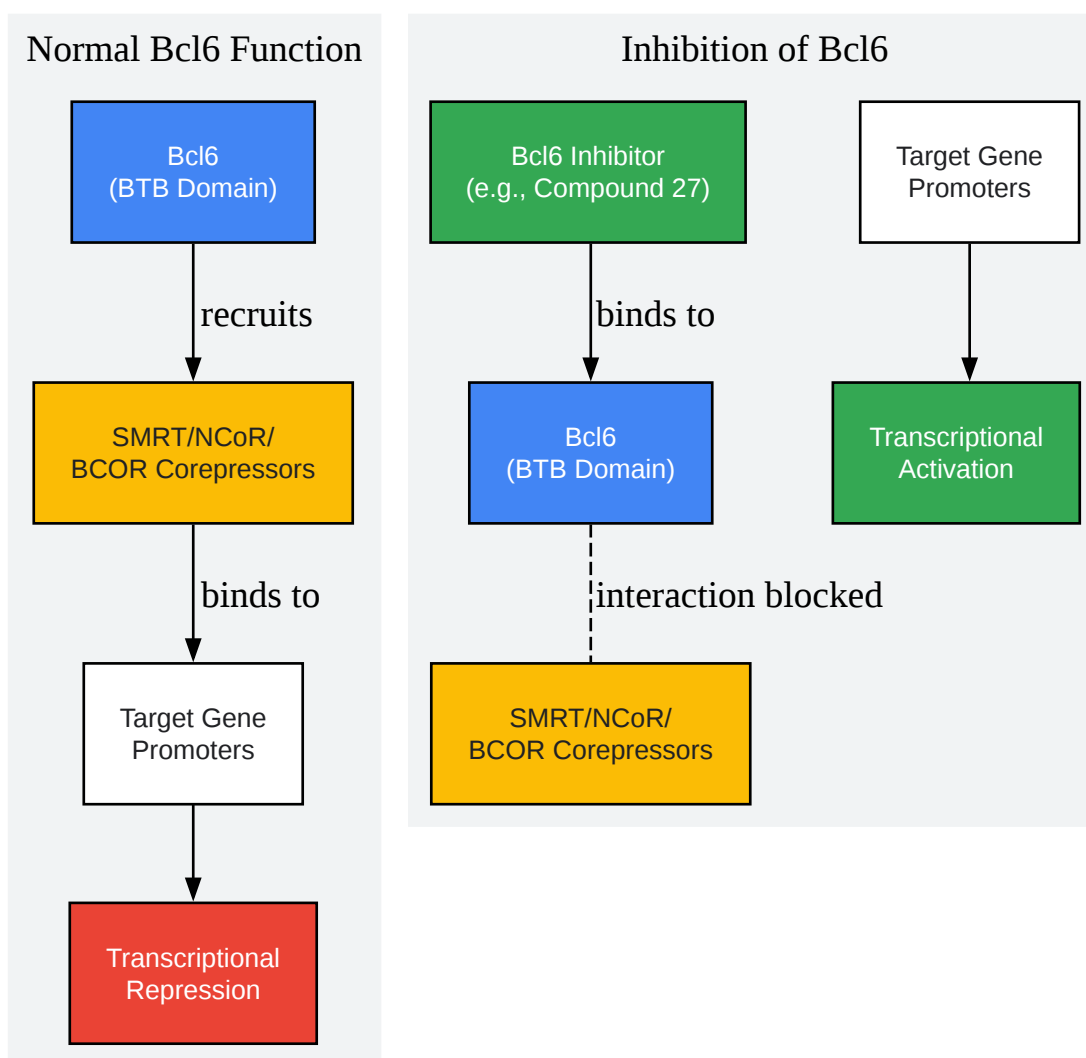 Normal Bcl6 Function
Bcl6
(BTB Domain)
recruits
SMRT/NCoR/
BCOR Corepressors
binds to
Target Gene
Promoters
Transcriptional
Repression
Inhibition of Bcl6
Bcl6 Inhibitor
(e.g., Compound 27)
binds to
Bcl6
(BTB Domain)
interaction blocked
SMRT/NCoR/
BCOR Corepressors
Target Gene
Promoters
Transcriptional
Activation